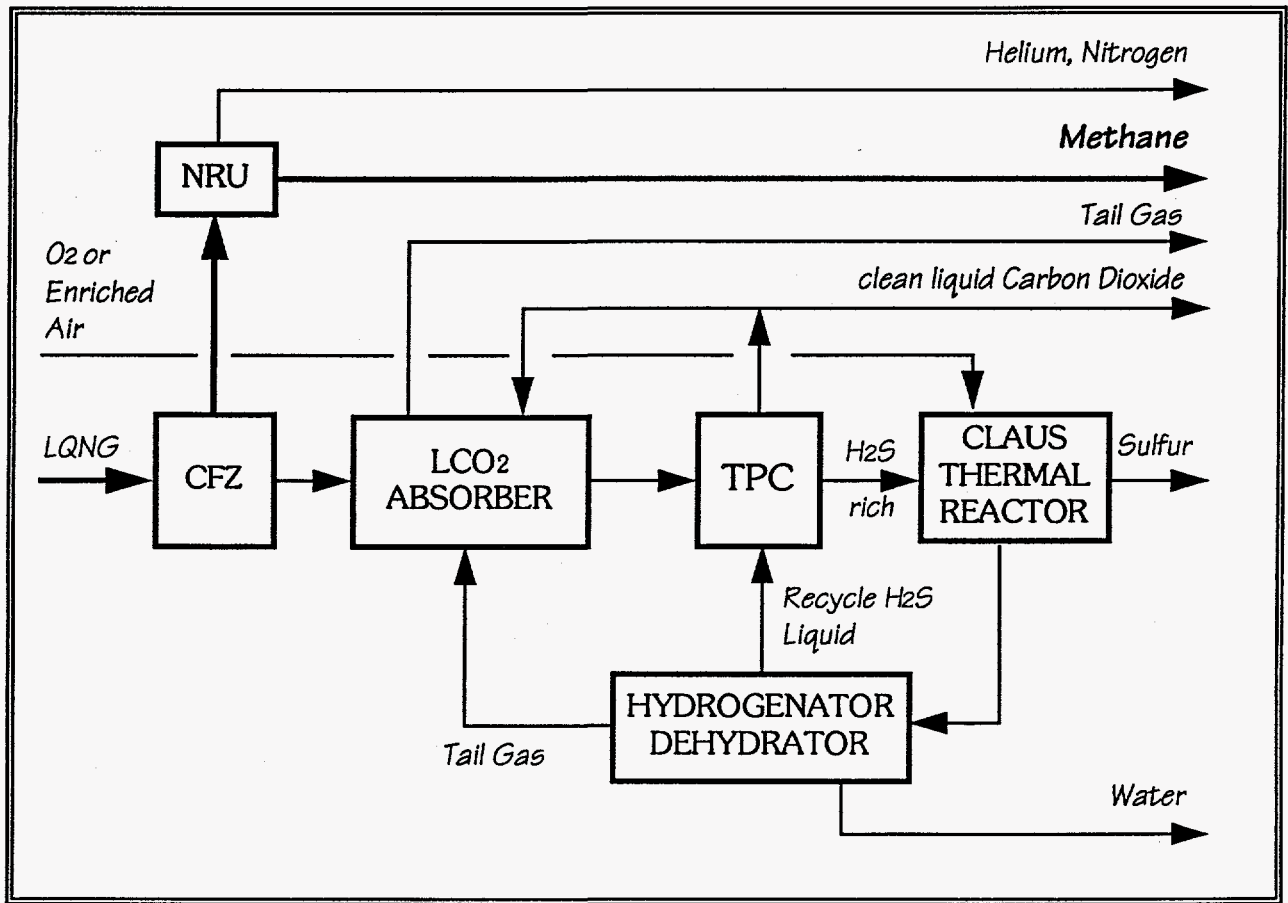 Helium, Nitrogen
NRU
Methane
Tail Gas
O2 or
Enriched
Air
clean liquid Carbon Dioxide
LQNG
CFZ
LCO2
ABSORBER
TPC
H2S
rich
CLAUS
THERMAL
REACTOR
Sulfur
Recycle H2S
Liquid
HYDROGENATOR
DEHYDRATOR
Tail Gas
Water